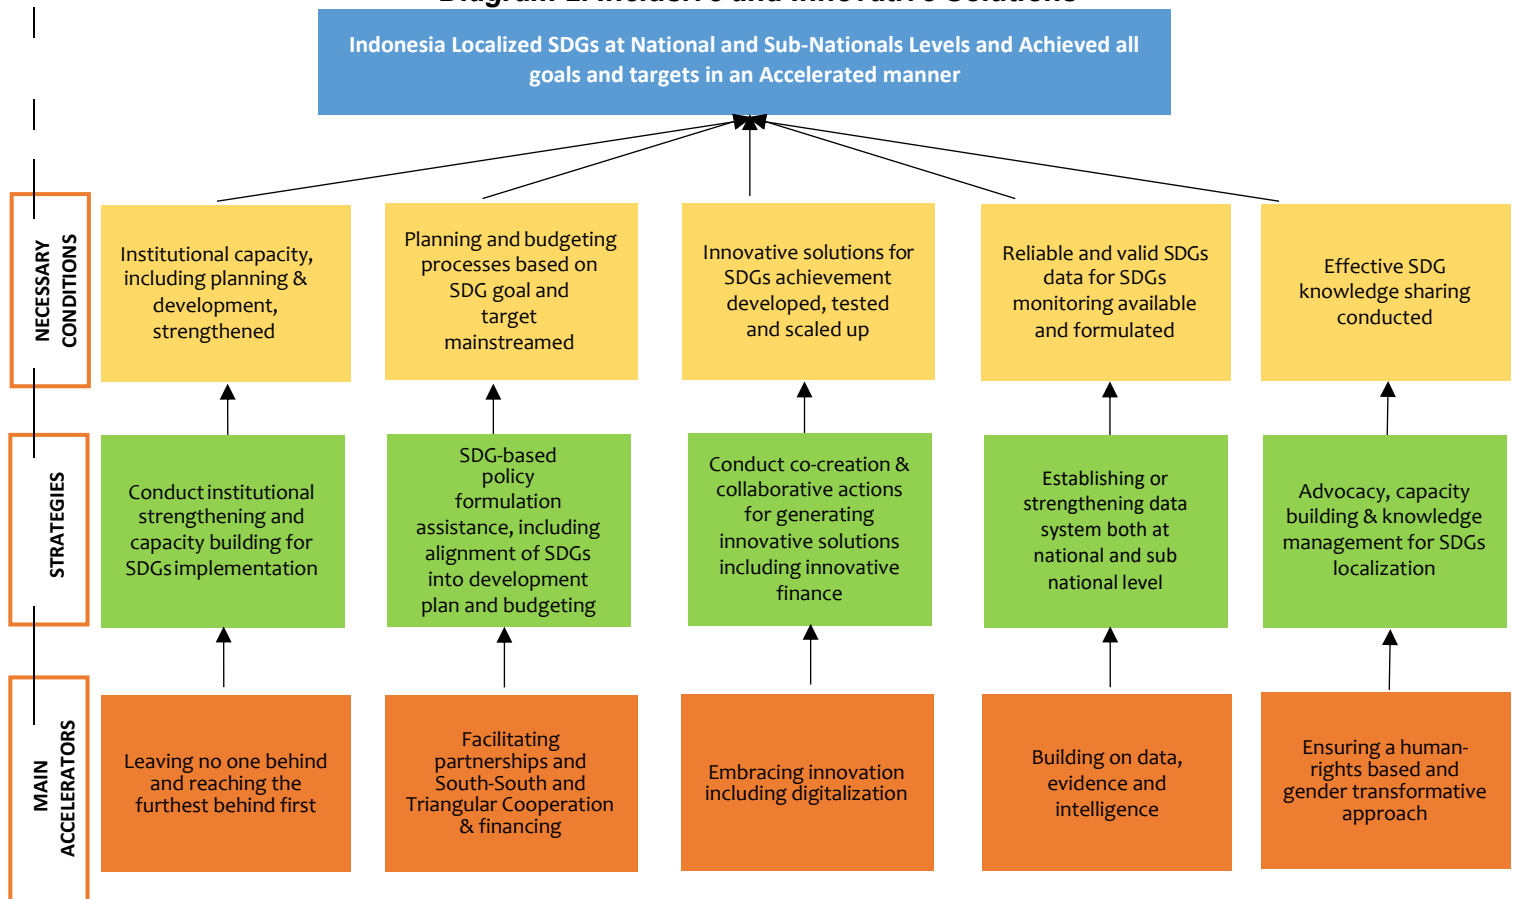 Diagram 2. Inclusive and Innovative Solutions
Indonesia Localized SDGs at National and Sub-Nationals Levels and Achieved all
goals and targets in an Accelerated manner
NECESSARY
CONDITIONS
Institutional capacity,
including planning &
development,
strengthened
Planning and budgeting
processes based on
SDG goal and
target
mainstreamed
Innovative solutions for
SDGs achievement
developed, tested
and scaled up
Reliable and valid SDGs
data for SDGs
monitoring available
and formulated
Effective SDG
knowledge sharing
conducted
STRATEGIES
Conduct institutional
strengthening and
capacity building for
SDGs implementation
SDG-based
policy
formulation
assistance, including
alignment of SDGs
into development
plan and budgeting
Conduct co-creation &
collaborative actions
for generating
innovative solutions
including innovative
finance
Establishing or
strengthening data
system both at
national and sub
national level
Advocacy, capacity
building & knowledge
management for SDGs
localization
MAIN
ACCELERATORS
Leaving no one behind
and reaching the
furthest behind first
Facilitating
partnerships and
South-South and
Triangular Cooperation
& financing
Embracing innovation
including digitalization
Building on data,
evidence and
intelligence
Ensuring a human-
rights based and
gender transformative
approach